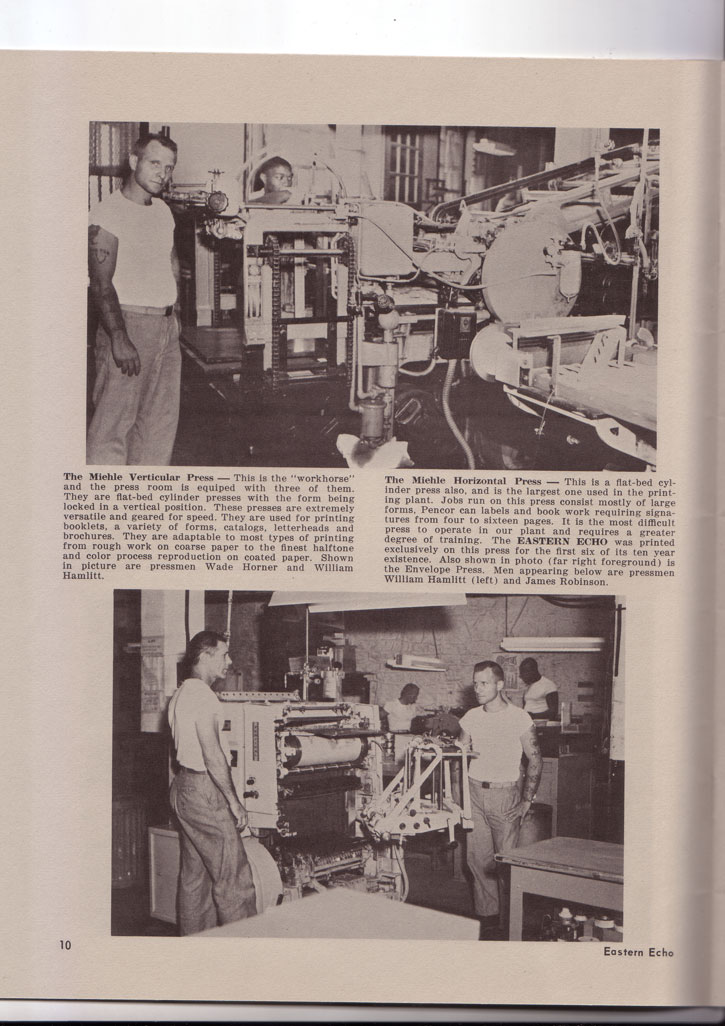 The Miehle Verticular Press — This is the "workhorse"
and the press room is equiped with three of them.
They are flat-bed cylinder presses with the form being
locked in a vertical position. These presses are extremely
versatile and geared for speed. They are used for printing
booklets, a variety of forms, catalogs, letterheads and
brochures. They are adaptable to most types of printing
from rough work on coarse paper to the finest halftone
and color process reproduction on coated paper. Shown
in picture are pressmen Wade Horner and William
Hamlitt.
The Miehle Horizontal Press — This is a flat-bed cyl-
inder press also, and is the largest one used in the print-
ing plant. Jobs run on this press consist mostly of large
forms, Pencor can labels and book work requiring signa-
tures from four to sixteen pages. It is the most difficult
press to operate in our plant and requires a greater
degree of training. The EASTERN ECHO was printed
exclusively on this press for the first six of its ten year
existence. Also shown in photo (far right foreground) is
the Envelope Press. Men appearing below are pressmen
William Hamlitt (left) and James Robinson.
10
Eastern Echo